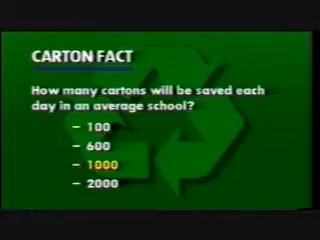 CARTON FACT
How many cartons will be saved each
day in an average school?
– 100
– 600
– 1000
– 2000